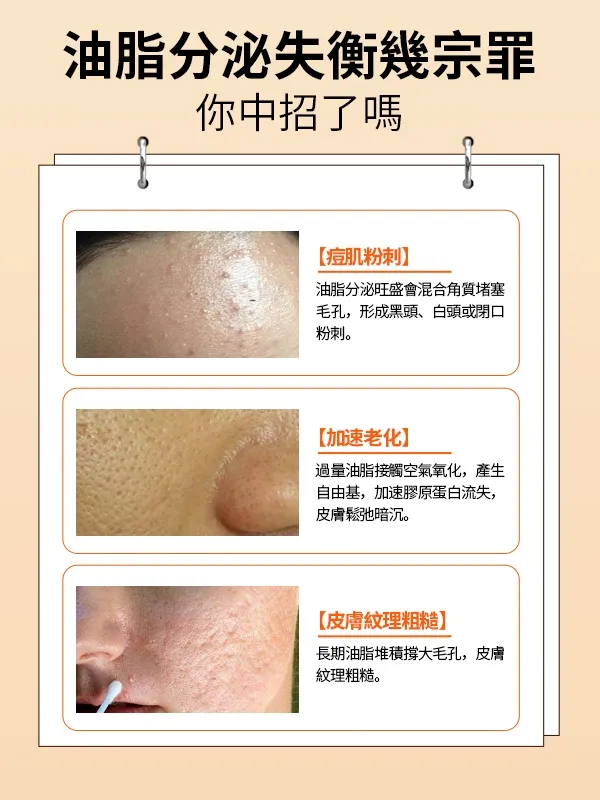 油脂分泌失衡幾宗罪
你中招了嗎
【痘肌粉刺】
油脂分泌旺盛會混合角質堵塞
毛孔，形成黑頭、白頭或閉口
粉刺。
【加速老化】
過量油脂接觸空氣氧化，產生
自由基，加速膠原蛋白流失，
皮膚鬆弛暗沉。
【皮膚紋理粗糙】
長期油脂堆積撐大毛孔，皮膚
紋理粗糙。